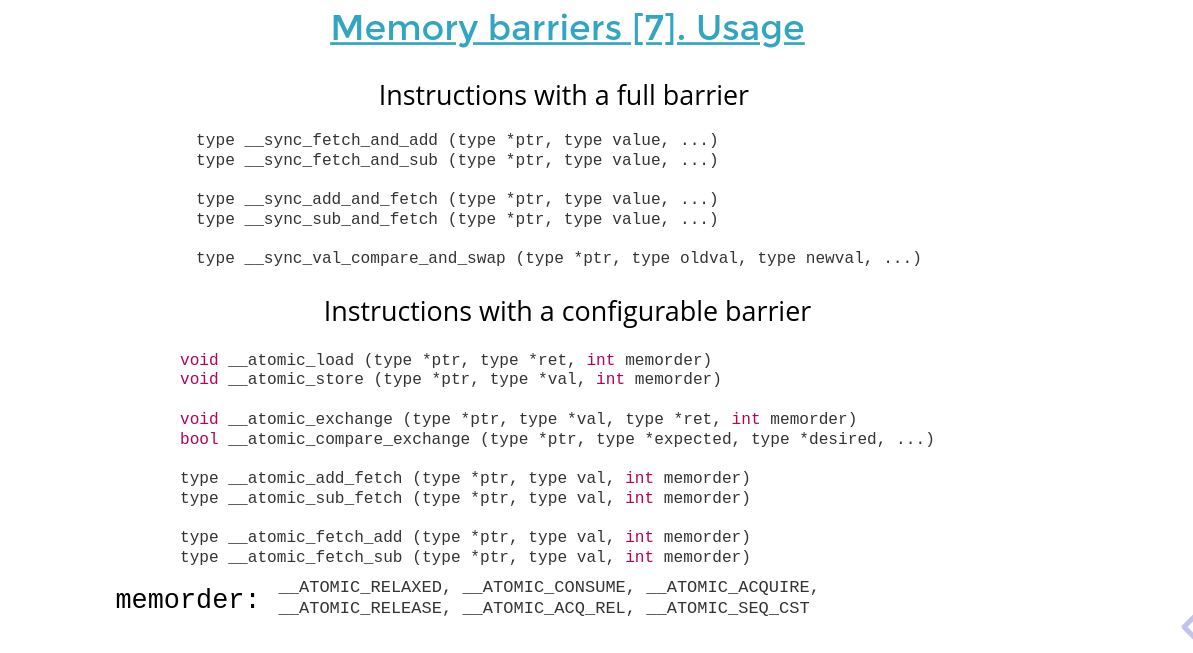 Memory barriers [7]. Usage
Instructions with a full barrier
type __sync_fetch_and_add (type *ptr, type value, ...)
type __sync_fetch_and_sub (type *ptr, type value, ...)
type __sync_add_and_fetch (type *ptr, type value, ...)
type __sync_sub_and_fetch (type *ptr, type value, ...)
type __sync_val_compare_and_swap (type *ptr, type oldval, type newval, ...)
Instructions with a configurable barrier
void __atomic_load (type *ptr, type *ret, int memorder)
void __atomic_store (type *ptr, type *val, int memorder)
void __atomic_exchange (type *ptr, type *val, type *ret, int memorder)
bool __atomic_compare_exchange (type *ptr, type *expected, type *desired, ...)
type __atomic_add_fetch (type *ptr, type val, int memorder)
type __atomic_sub_fetch (type *ptr, type val, int memorder)
type __atomic_fetch_add (type *ptr, type val, int memorder)
type __atomic_fetch_sub (type *ptr, type val, int memorder)
memorder: __ATOMIC_RELAXED, __ATOMIC_CONSUME, __ATOMIC_ACQUIRE,
__ATOMIC_RELEASE, __ATOMIC_ACQ_REL, __ATOMIC_SEQ_CST